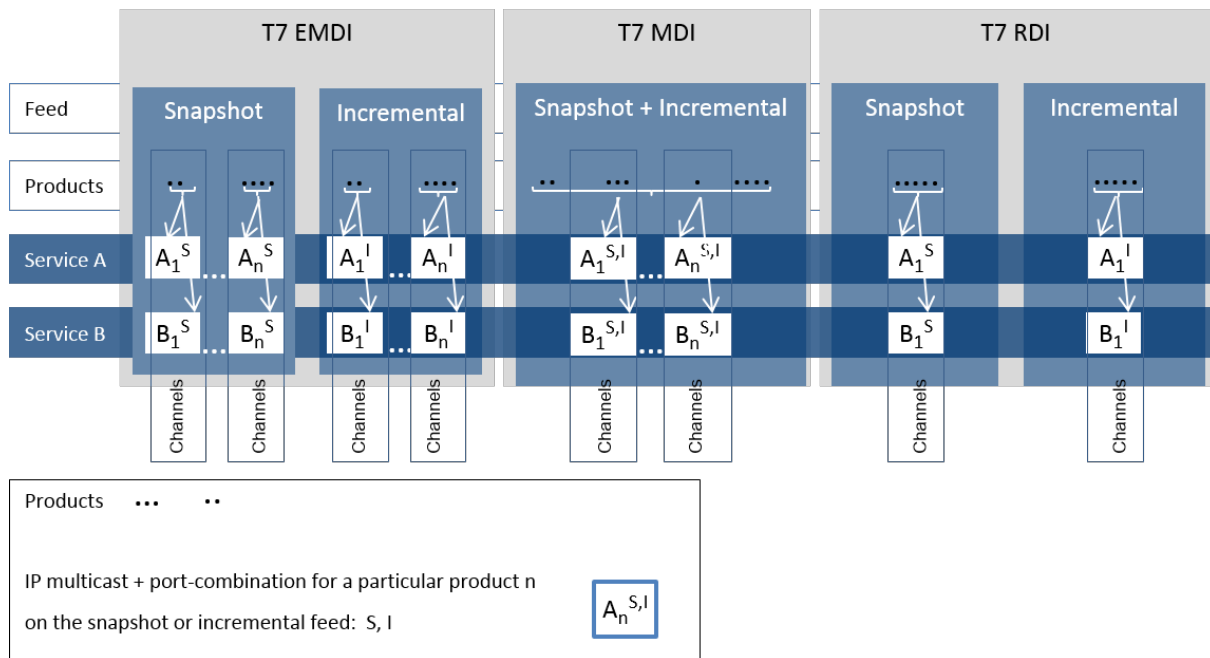 T7 EMDI T7 MDI T7 RDI
Feed Snapshot Incremental Snapshot + Incremental Snapshot Incremental
Products
Service A A₁ˢ ... Aₙˢ A₁ᴵ ... Aₙᴵ A₁ˢ,ᴵ ... Aₙˢ,ᴵ A₁ˢ A₁ᴵ
Service B B₁ˢ ... Bₙˢ B₁ᴵ ... Bₙᴵ B₁ˢ,ᴵ ... Bₙˢ,ᴵ B₁ˢ B₁ᴵ
Channels Channels Channels Channels Channels Channels Channels Channels
Products ... ..
IP multicast + port-combination for a particular product n
on the snapshot or incremental feed: S, I Aₙˢ,ᴵ